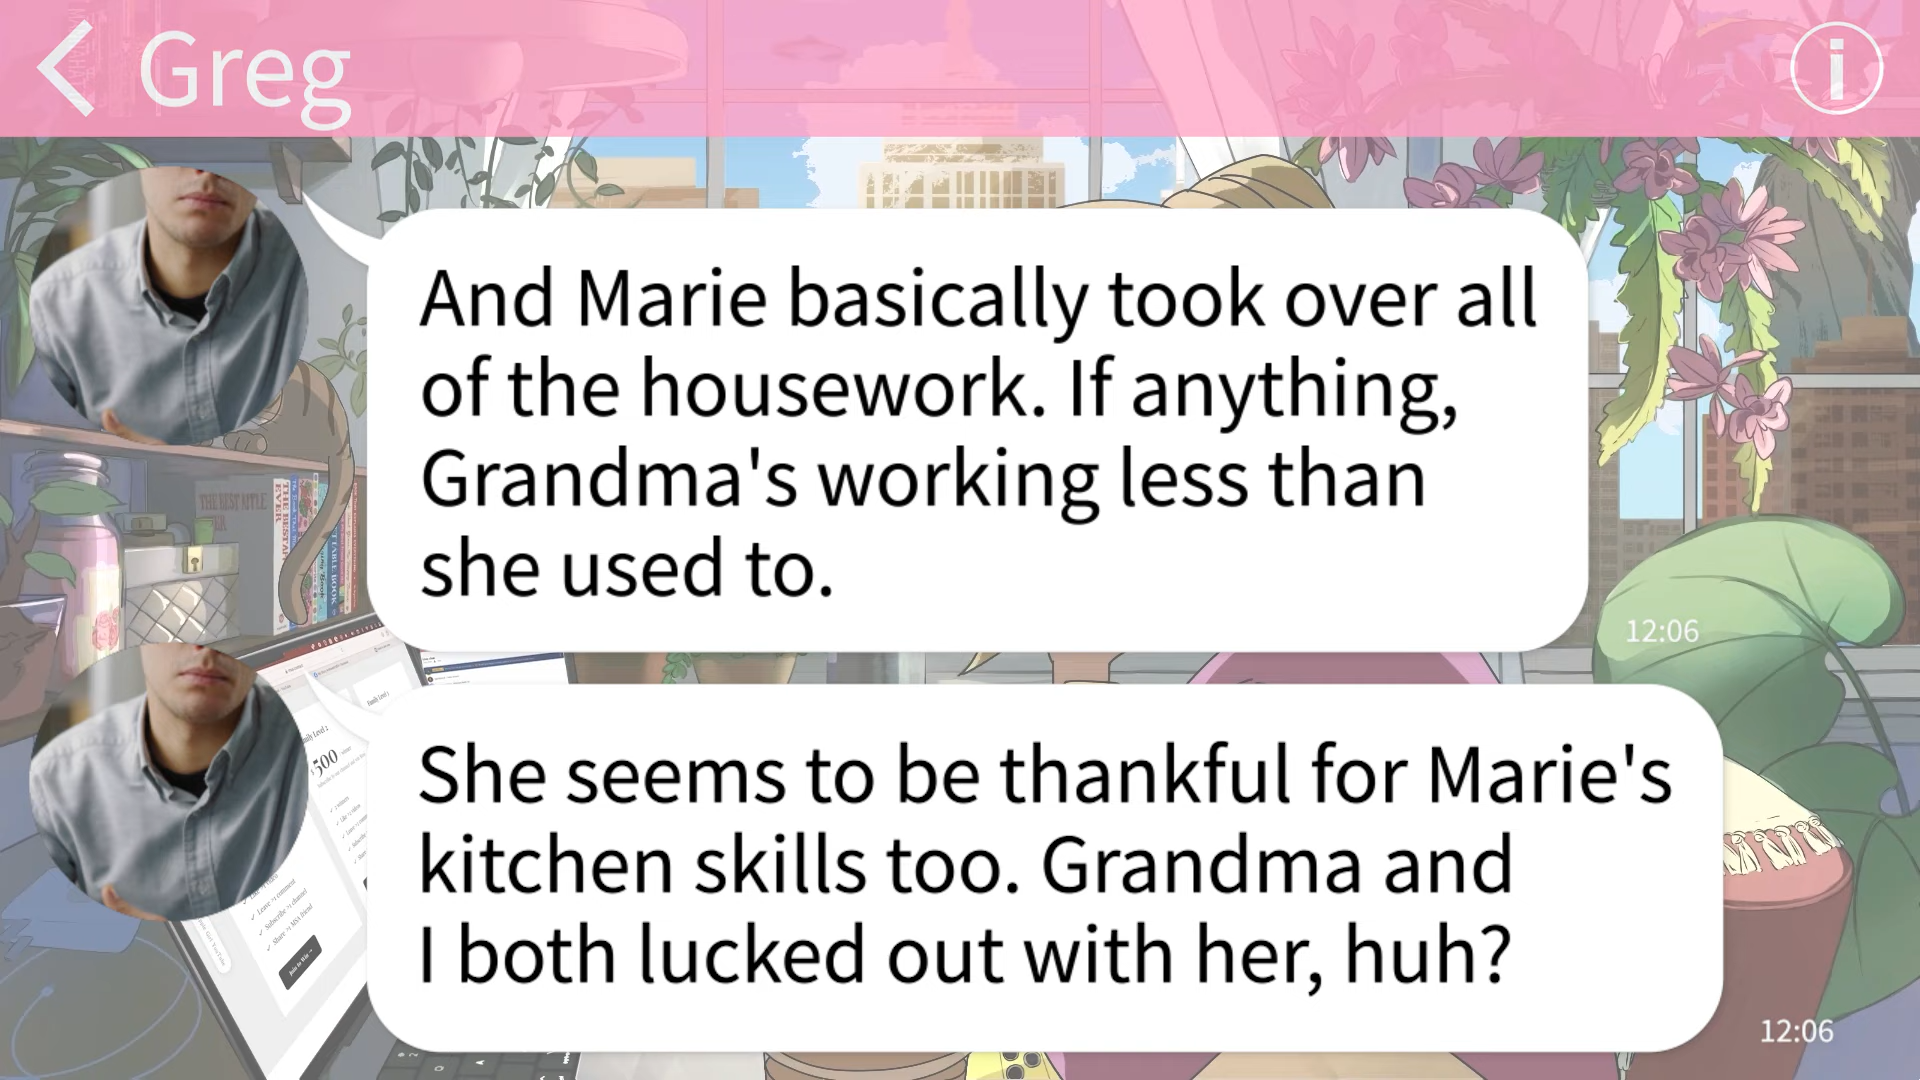 Greg
And Marie basically took over all
of the housework. If anything,
Grandma's working less than
she used to.
12:06
She seems to be thankful for Marie's
kitchen skills too. Grandma and
I both lucked out with her, huh?
12:06
500